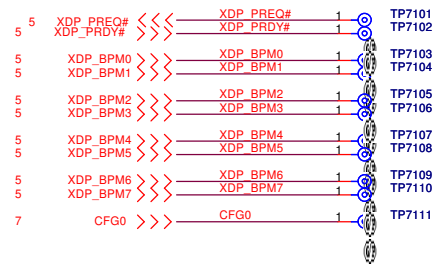 5 XDP_PREQ# XDP_PREQ# 1 TP7101
5 XDP_PRDY# XDP_PRDY# 1 TP7102
5 XDP_BPM0 XDP_BPM0 1 TP7103
5 XDP_BPM1 XDP_BPM1 1 TP7104
5 XDP_BPM2 XDP_BPM2 1 TP7105
5 XDP_BPM3 XDP_BPM3 1 TP7106
5 XDP_BPM4 XDP_BPM4 1 TP7107
5 XDP_BPM5 XDP_BPM5 1 TP7108
5 XDP_BPM6 XDP_BPM6 1 TP7109
5 XDP_BPM7 XDP_BPM7 1 TP7110
7 CFG0 CFG0 1 TP7111